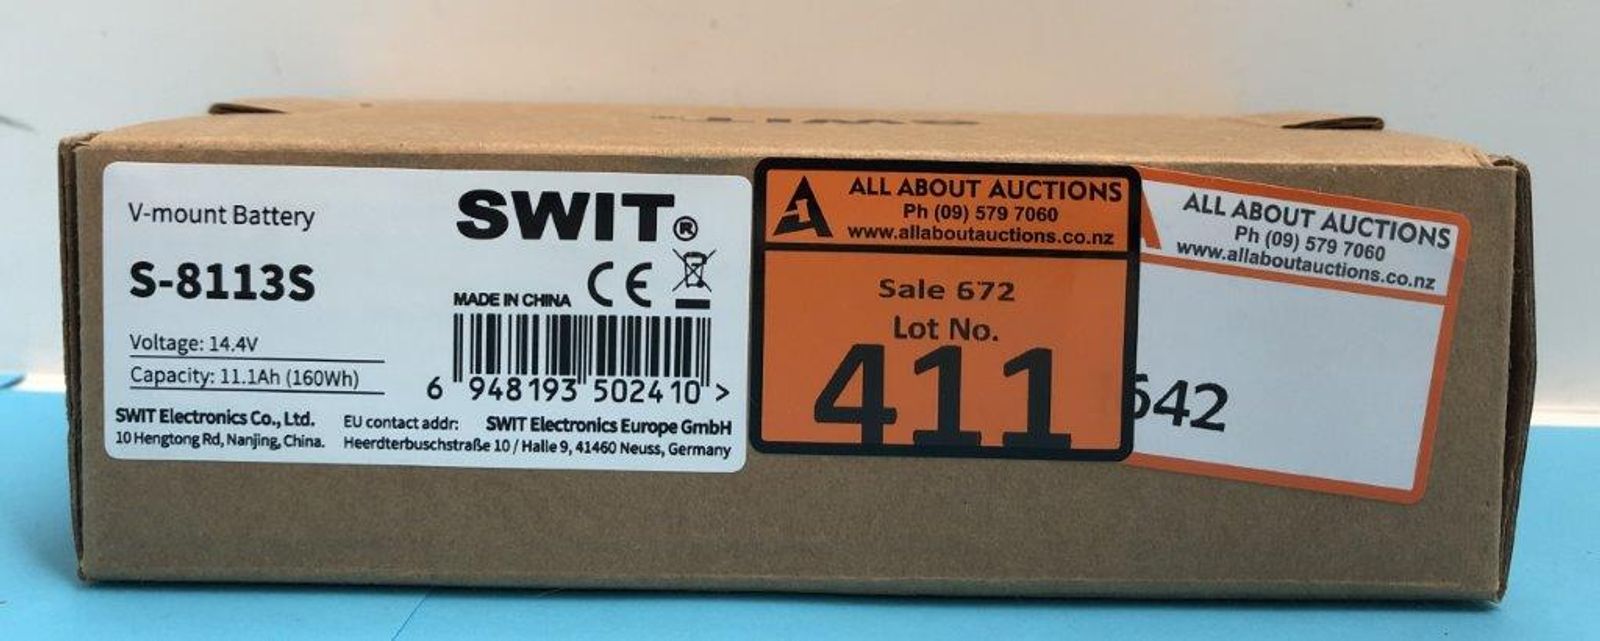 V-mount Battery
S-8113S
Voltage: 14.4V
Capacity: 11.1Ah (160Wh)
SWIT®
MADE IN CHINA CE
6 948193 502410 >
SWIT Electronics Co., Ltd.
10 Hengtong Rd, Nanjing, China.
EU contact addr: SWIT Electronics Europe GmbH
Heerdterbuschstraße 10 / Halle 9, 41460 Neuss, Germany
ALL ABOUT AUCTIONS
Ph (09) 579 7060
www.allaboutauctions.co.nz
Sale 672
Lot No.
411
ALL ABOUT AUCTIONS
Ph (09) 579 7060
www.allaboutauctions.co.nz
642